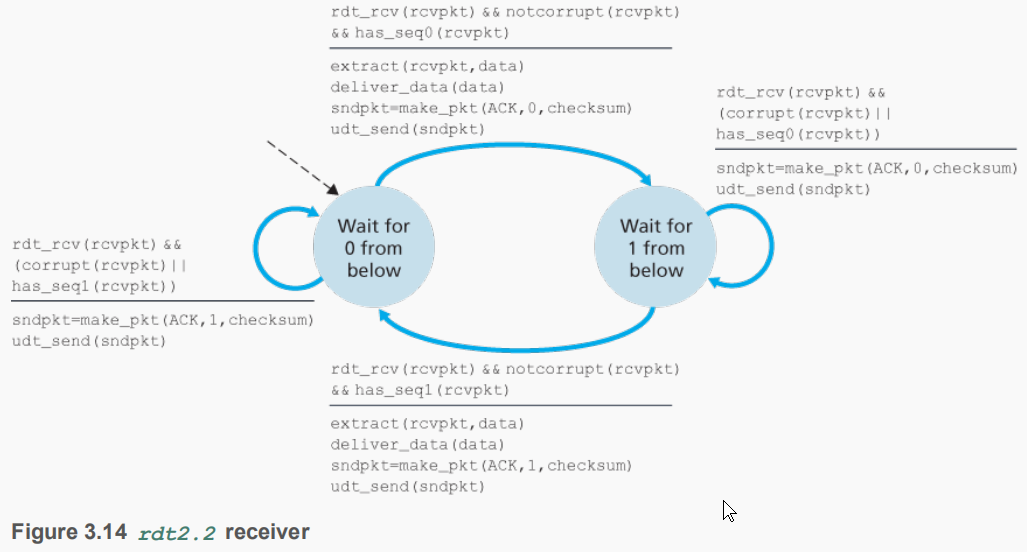 rdt_rcv(rcvpkt) && notcorrupt(rcvpkt)
&& has_seq0(rcvpkt)
extract(rcvpkt,data)
deliver_data(data)
sndpkt=make_pkt(ACK,0,checksum)
udt_send(sndpkt)
rdt_rcv(rcvpkt) &&
(corrupt(rcvpkt)||
has_seq0(rcvpkt))
sndpkt=make_pkt(ACK,0,checksum)
udt_send(sndpkt)
Wait for
0 from
below
Wait for
1 from
below
rdt_rcv(rcvpkt) &&
(corrupt(rcvpkt)||
has_seq1(rcvpkt))
sndpkt=make_pkt(ACK,1,checksum)
udt_send(sndpkt)
rdt_rcv(rcvpkt) && notcorrupt(rcvpkt)
&& has_seq1(rcvpkt)
extract(rcvpkt,data)
deliver_data(data)
sndpkt=make_pkt(ACK,1,checksum)
udt_send(sndpkt)
Figure 3.14 rdt2.2 receiver